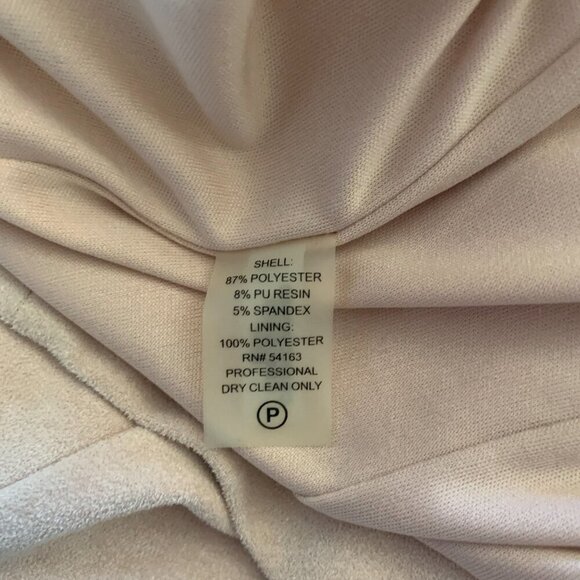 SHELL:
87% POLYESTER
8% PU RESIN
5% SPANDEX
LINING:
100% POLYESTER
RN# 54163
PROFESSIONAL
DRY CLEAN ONLY
P